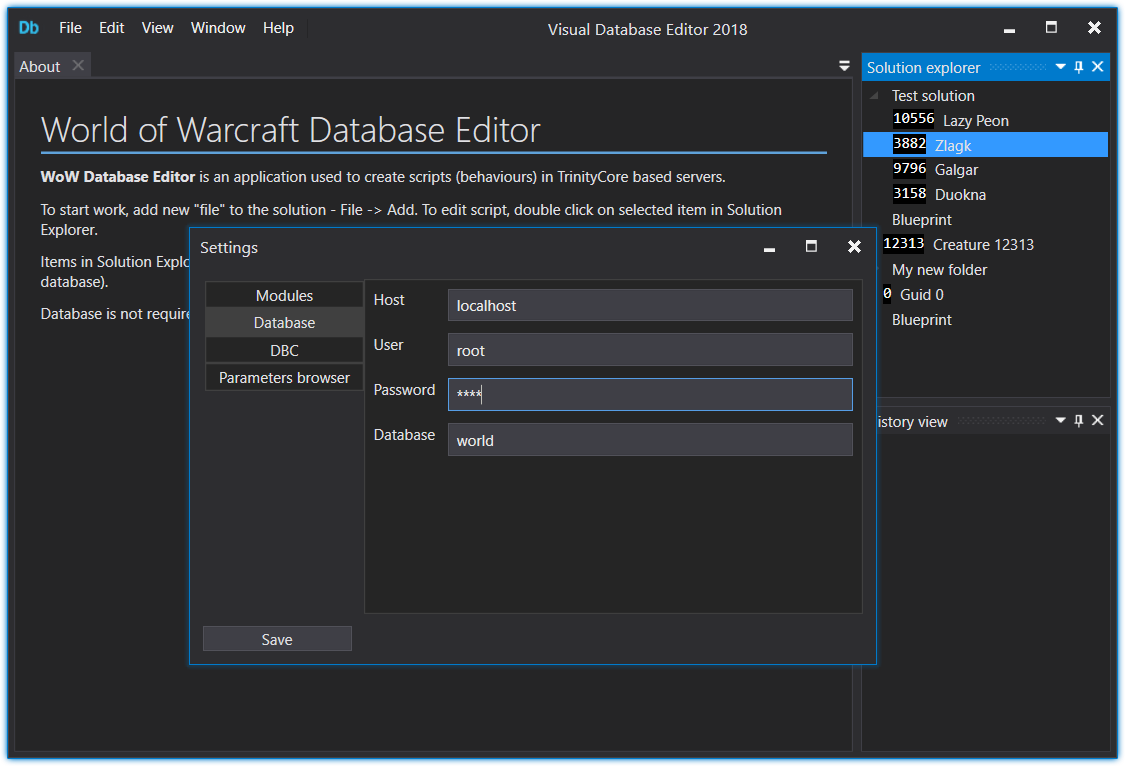 Db File Edit View Window Help Visual Database Editor 2018
About
World of Warcraft Database Editor
WoW Database Editor is an application used to create scripts (behaviours) in TrinityCore based servers.
To start work, add new "file" to the solution - File -> Add. To edit script, double click on selected item in Solution
Explorer.
Items in Solution Explo
database).
Database is not require
Settings
Modules
Database
DBC
Parameters browser
Host localhost
User root
Password ****
Database world
Save
Solution explorer
Test solution
10556 Lazy Peon
3882 Zlagk
9796 Galgar
3158 Duokna
Blueprint
12313 Creature 12313
My new folder
0 Guid 0
Blueprint
istory view